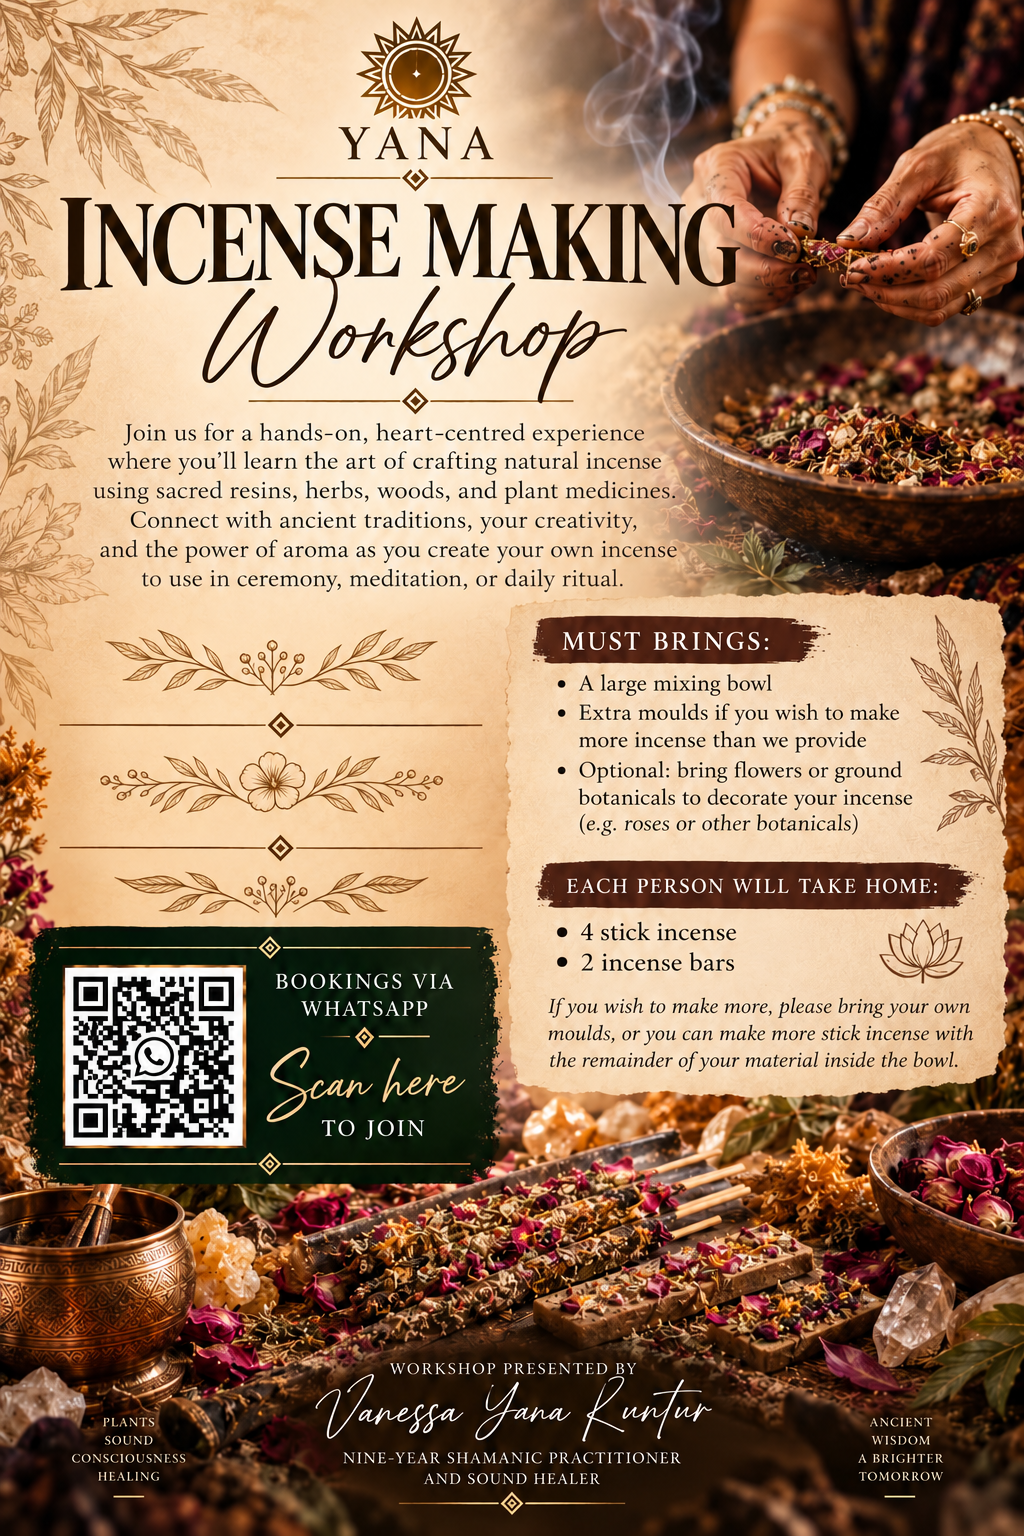 YANA
INCENSE MAKING
Workshop
Join us for a hands-on, heart-centred experience
where you'll learn the art of crafting natural incense
using sacred resins, herbs, woods, and plant medicines.
Connect with ancient traditions, your creativity,
and the power of aroma as you create your own incense
to use in ceremony, meditation, or daily ritual.
MUST BRINGS:
• A large mixing bowl
• Extra moulds if you wish to make
more incense than we provide
• Optional: bring flowers or ground
botanicals to decorate your incense
(e.g. roses or other botanicals)
EACH PERSON WILL TAKE HOME:
• 4 stick incense
• 2 incense bars
If you wish to make more, please bring your own
moulds, or you can make more stick incense with
the remainder of your material inside the bowl.
BOOKINGS VIA
WHATSAPP
Scan here
TO JOIN
WORKSHOP PRESENTED BY
Vanessa Yana Runtur
NINE-YEAR SHAMANIC PRACTITIONER
AND SOUND HEALER
PLANTS
SOUND
CONSCIOUSNESS
HEALING
ANCIENT
WISDOM
A BRIGHTER
TOMORROW